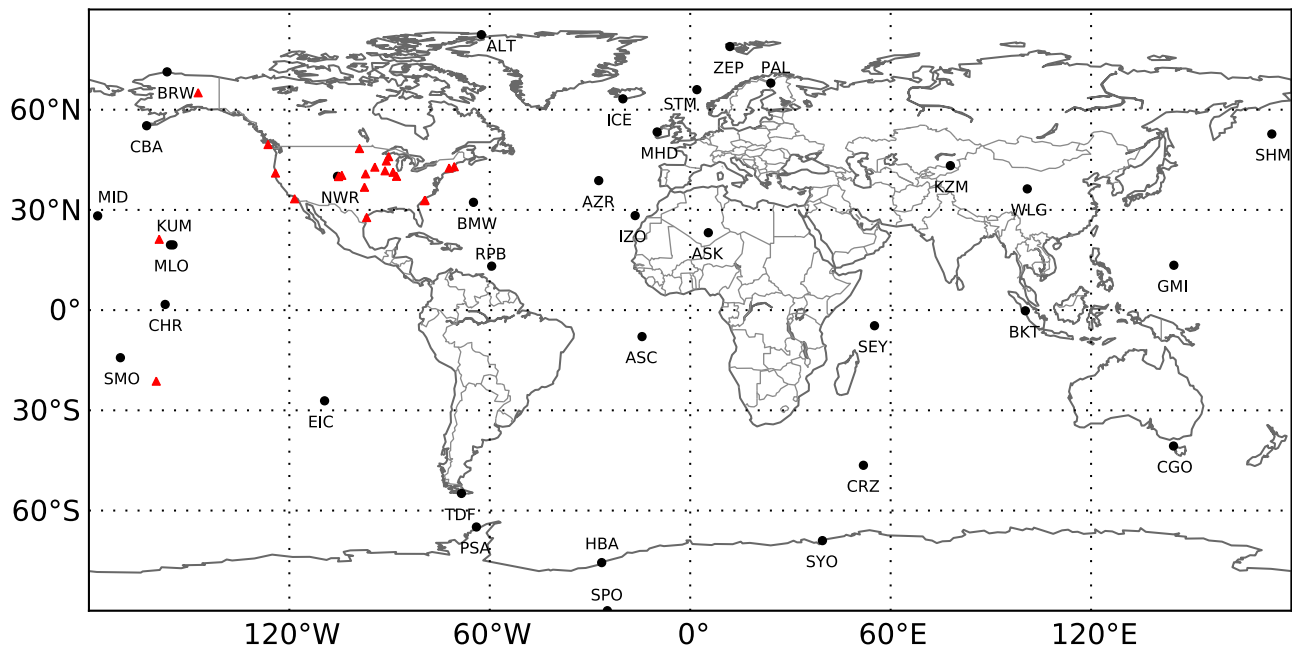 ALT
ZEP
PAL
BRW
STM
60°N
ICE
CBA
MHD
SHM
KZM
NWR
MID
AZR
WLG
30°N
KUM
BMW
IZO
RPB
ASK
MLO
GMI
0°
CHR
BKT
SEY
ASC
SMO
30°S
EIC
CGO
CRZ
60°S
TDF
PSA
HBA
SYO
SPO
120°W
60°W
0°
60°E
120°E